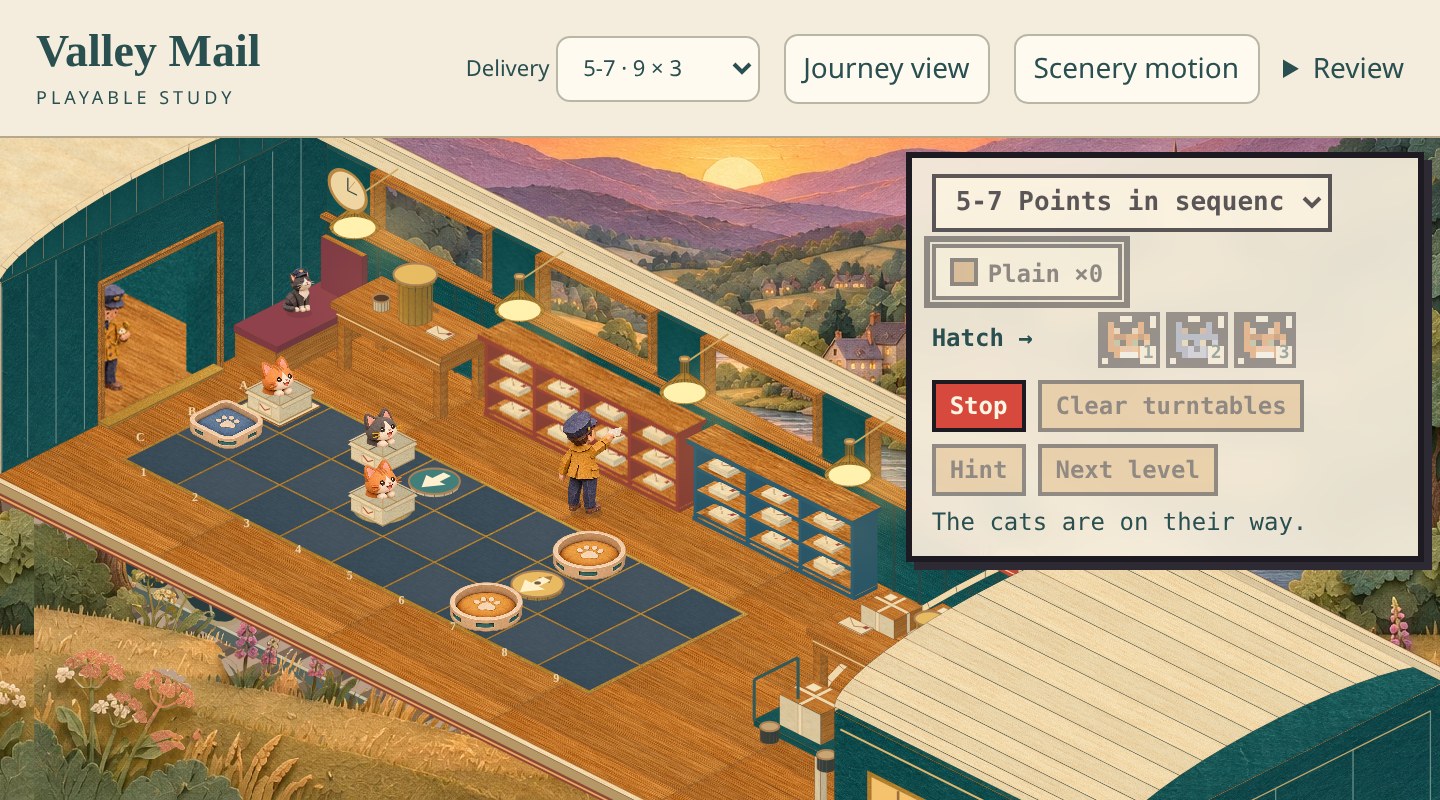 Valley Mail
PLAYABLE STUDY
Delivery
5-7 · 9 × 3
Journey view
Scenery motion
▶ Review
5-7 Points in sequenc
Plain ×0
Hatch →
1
2
3
Stop
Clear turntables
Hint
Next level
The cats are on their way.
A
B
C
1
2
3
4
5
6
7
8
9